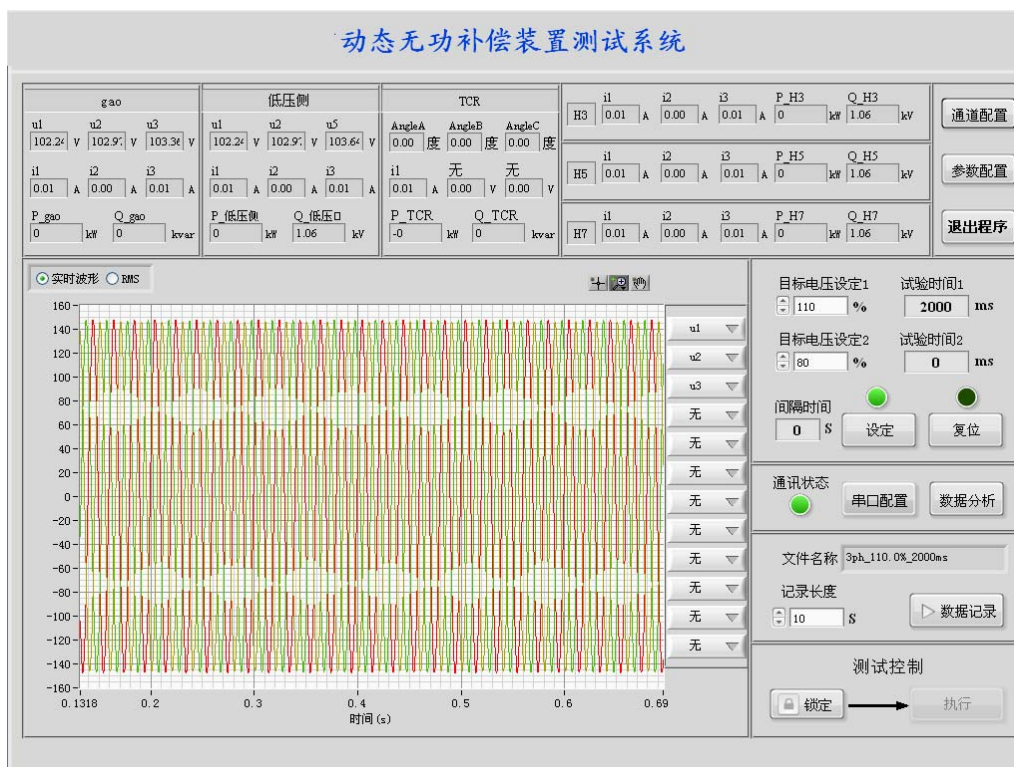 动态无功补偿装置测试系统
gao
u1 u2 u3
102.24 V 102.97 V 103.36 V
i1 i2 i3
0.01 A 0.00 A 0.01 A
P_gao Q_gao
0 kW 0 kvar
低压侧
u1 u2 u5
102.24 V 102.97 V 103.64 V
i1 i2 i3
0.01 A 0.00 A 0.01 A
P_低压侧 Q_低压口
0 kW 1.06 kV
TCR
AngleA AngleB AngleC
0.00 度 0.00 度 0.00 度
i1 无 无
0.01 A 0.00 V 0.00 V
P_TCR Q_TCR
-0 kW 0 kvar
i1 i2 i3 P_H3 Q_H3
H3 0.01 A 0.00 A 0.01 A 0 kW 1.06 kV
i1 i2 i3 P_H5 Q_H5
H5 0.01 A 0.00 A 0.01 A 0 kW 1.06 kV
i1 i2 i3 P_H7 Q_H7
H7 0.01 A 0.00 A 0.01 A 0 kW 1.06 kV
通道配置
参数配置
退出程序
实时波形 RMS
160
140
120
100
80
60
40
20
0
-20
-40
-60
-80
-100
-120
-140
-160
0.1318 0.2 0.3 0.4 0.5 0.6 0.69
时间(s)
u1
u2
u3
无
无
无
无
无
无
无
无
无
目标电压设定1 试验时间1
110 % 2000 ms
目标电压设定2 试验时间2
80 % 0 ms
间隔时间
0 S 设定 复位
通讯状态
串口配置 数据分析
文件名称 3ph_110.0%_2000ms
记录长度
10 S 数据记录
测试控制
锁定 执行